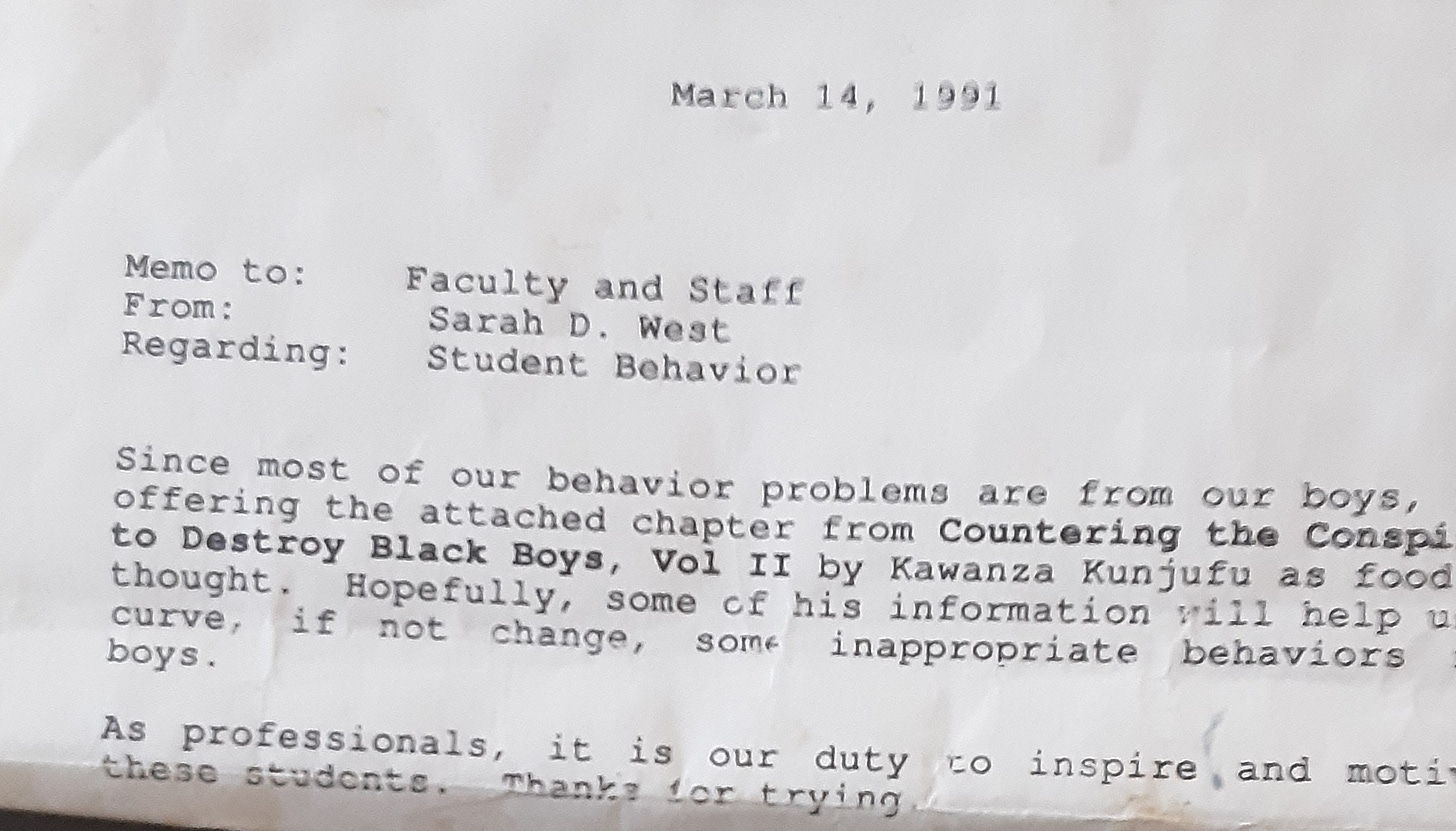 March 14, 1991
Memo to: Faculty and Staff
From: Sarah D. West
Regarding: Student Behavior
Since most of our behavior problems are from our boys,
offering the attached chapter from Countering the Conspi
to Destroy Black Boys, Vol II by Kawanza Kunjufu as food
thought. Hopefully, some of his information will help u
curve, if not change, some inappropriate behaviors
boys.
As professionals, it is our duty to inspire and moti
these students. Thanks for trying.